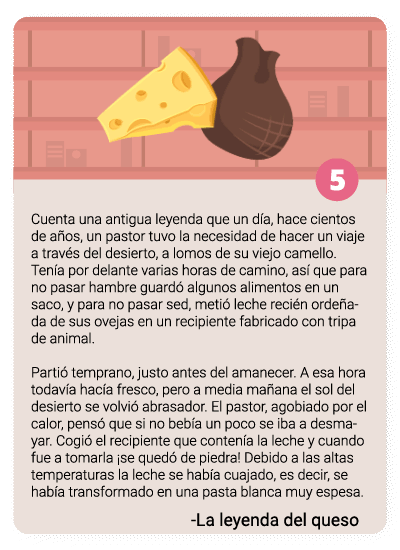 5
Cuenta una antigua leyenda que un día, hace cientos
de años, un pastor tuvo la necesidad de hacer un viaje
a través del desierto, a lomos de su viejo camello.
Tenía por delante varias horas de camino, así que para
no pasar hambre guardó algunos alimentos en un
saco, y para no pasar sed, metió leche recién ordeña-
da de sus ovejas en un recipiente fabricado con tripa
de animal.
Partió temprano, justo antes del amanecer. A esa hora
todavía hacía fresco, pero a media mañana el sol del
desierto se volvió abrasador. El pastor, agobiado por el
calor, pensó que si no bebía un poco se iba a desma-
yar. Cogió el recipiente que contenía la leche y cuando
fue a tomarla ¡se quedó de piedra! Debido a las altas
temperaturas la leche se había cuajado, es decir, se
había transformado en una pasta blanca muy espesa.
-La leyenda del queso